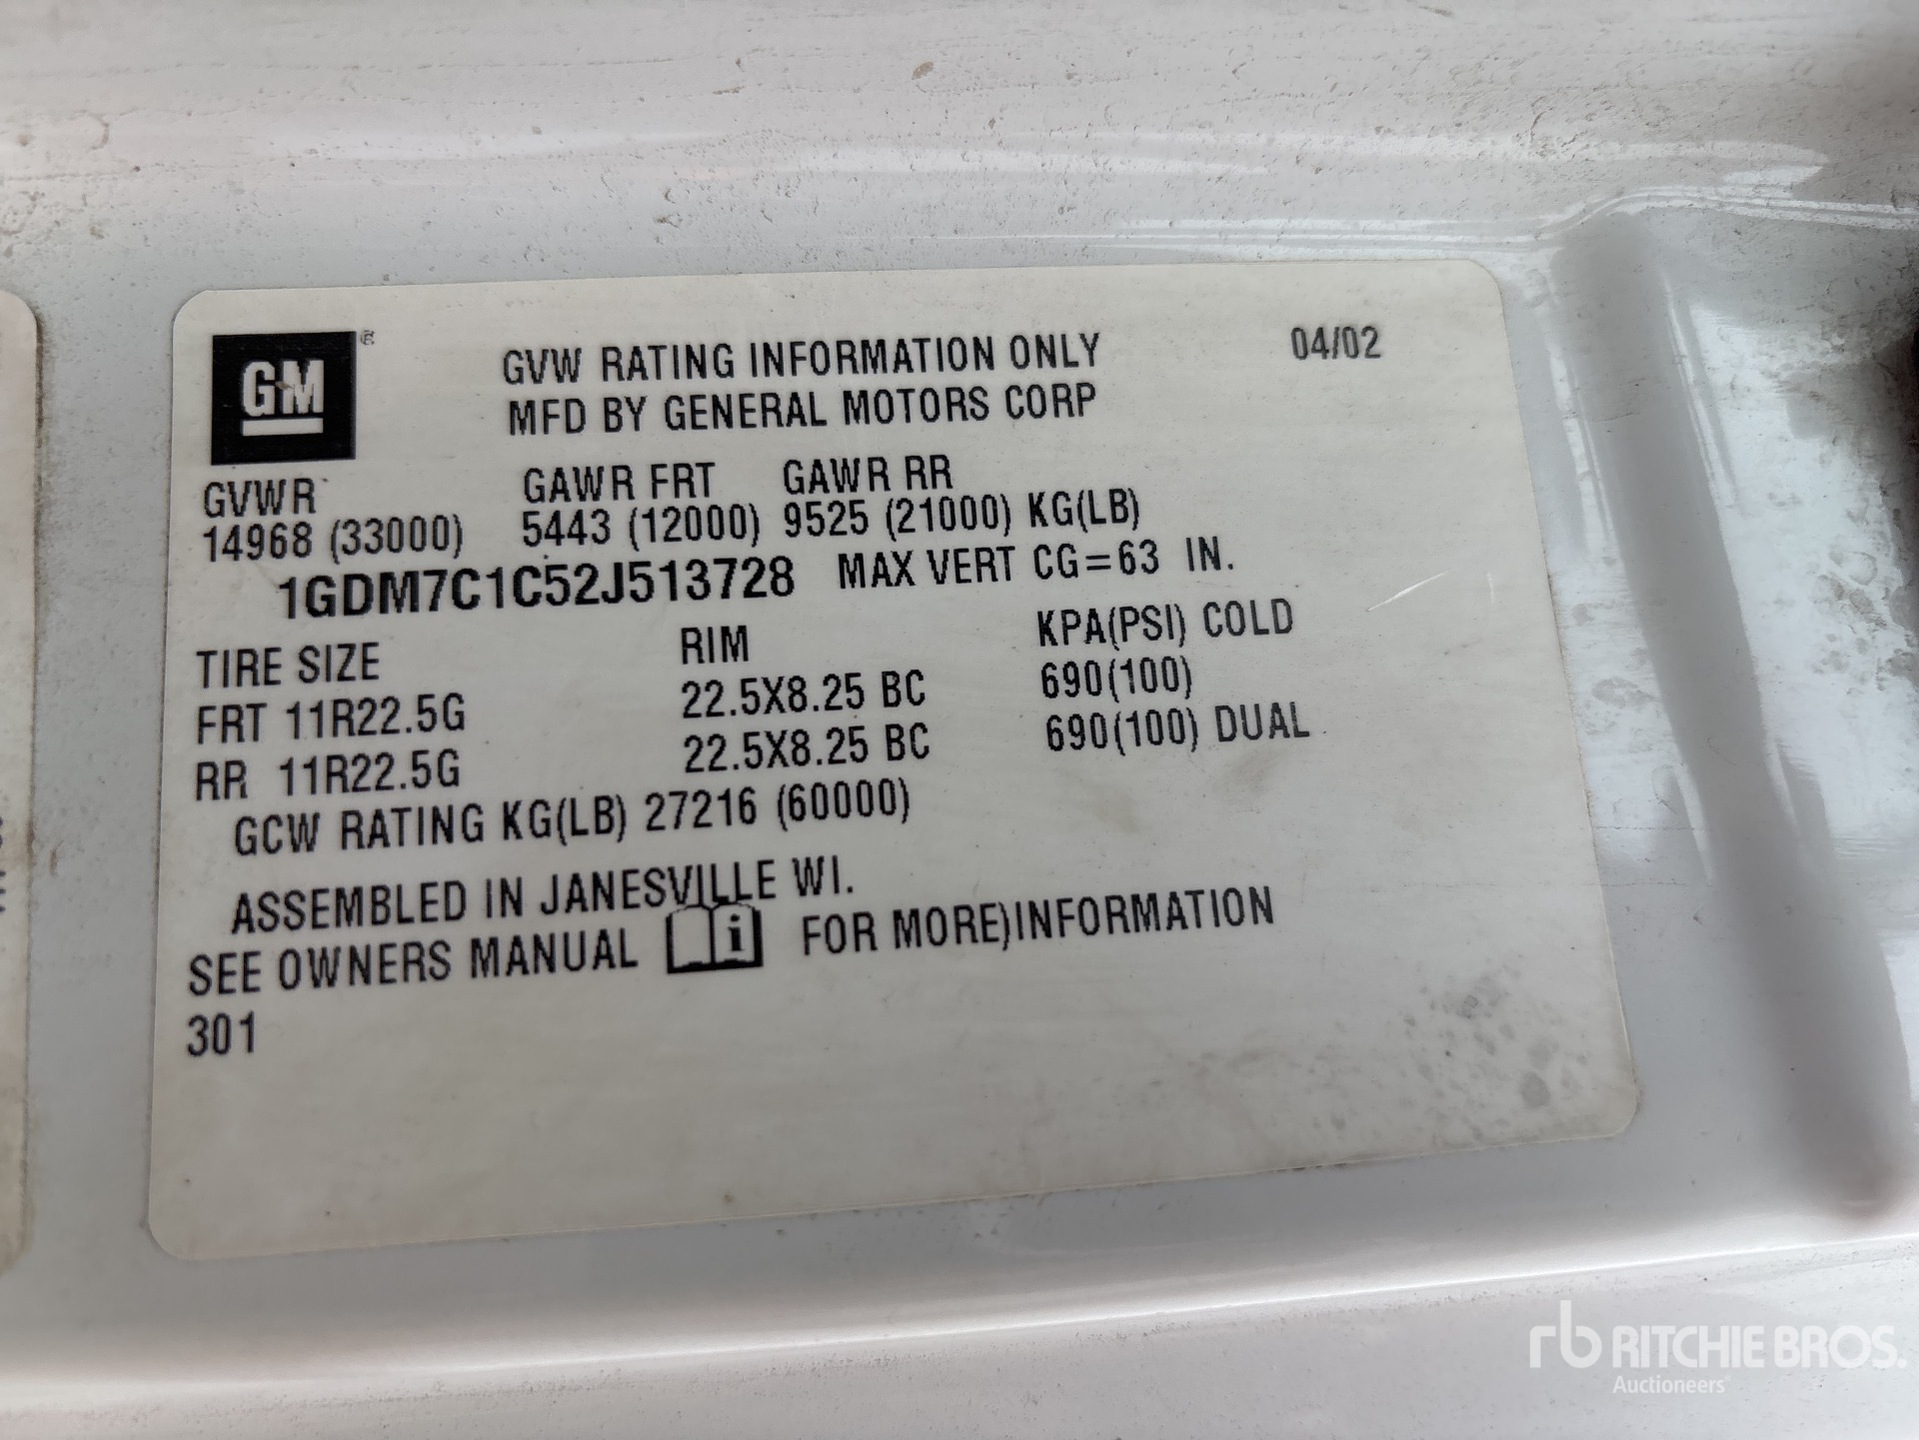 GM®
GVW RATING INFORMATION ONLY 04/02
MFD BY GENERAL MOTORS CORP
GVWR GAWR FRT GAWR RR
14968 (33000) 5443 (12000) 9525 (21000) KG(LB)
1GDM7C1C52J513728 MAX VERT CG=63 IN.
TIRE SIZE RIM KPA(PSI) COLD
FRT 11R22.5G 22.5X8.25 BC 690(100)
RR 11R22.5G 22.5X8.25 BC 690(100) DUAL
GCW RATING KG(LB) 27216 (60000)
ASSEMBLED IN JANESVILLE WI.
SEE OWNERS MANUAL i FOR MORE)INFORMATION
301
rb RITCHIE BROS.
Auctioneers